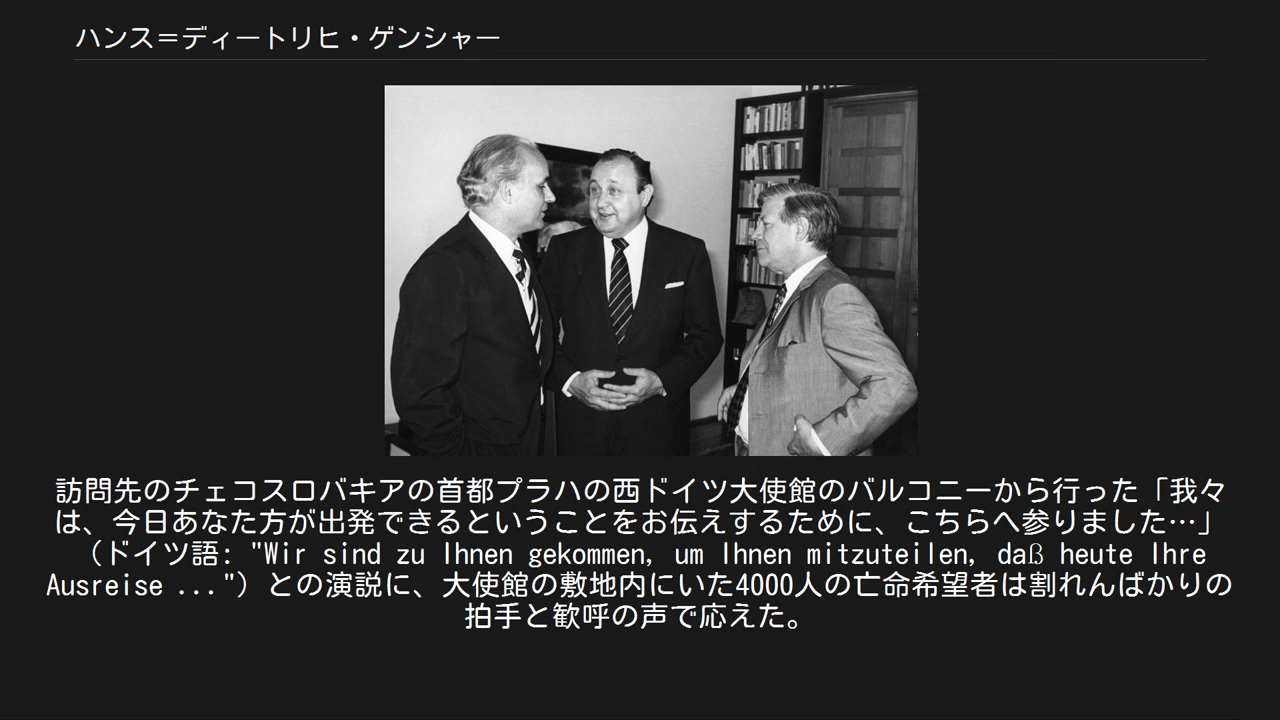 ハンス＝ディートリヒ・ゲンシャー
訪問先のチェコスロバキアの首都プラハの西ドイツ大使館のバルコニーから行った「我々
は、今日あなた方が出発できるということをお伝えするために、こちらへ参りました…」
（ドイツ語: "Wir sind zu Ihnen gekommen, um Ihnen mitzuteilen, daß heute Ihre
Ausreise ..."）との演説に、大使館の敷地内にいた4000人の亡命希望者は割れんばかりの
拍手と歓呼の声で応えた。